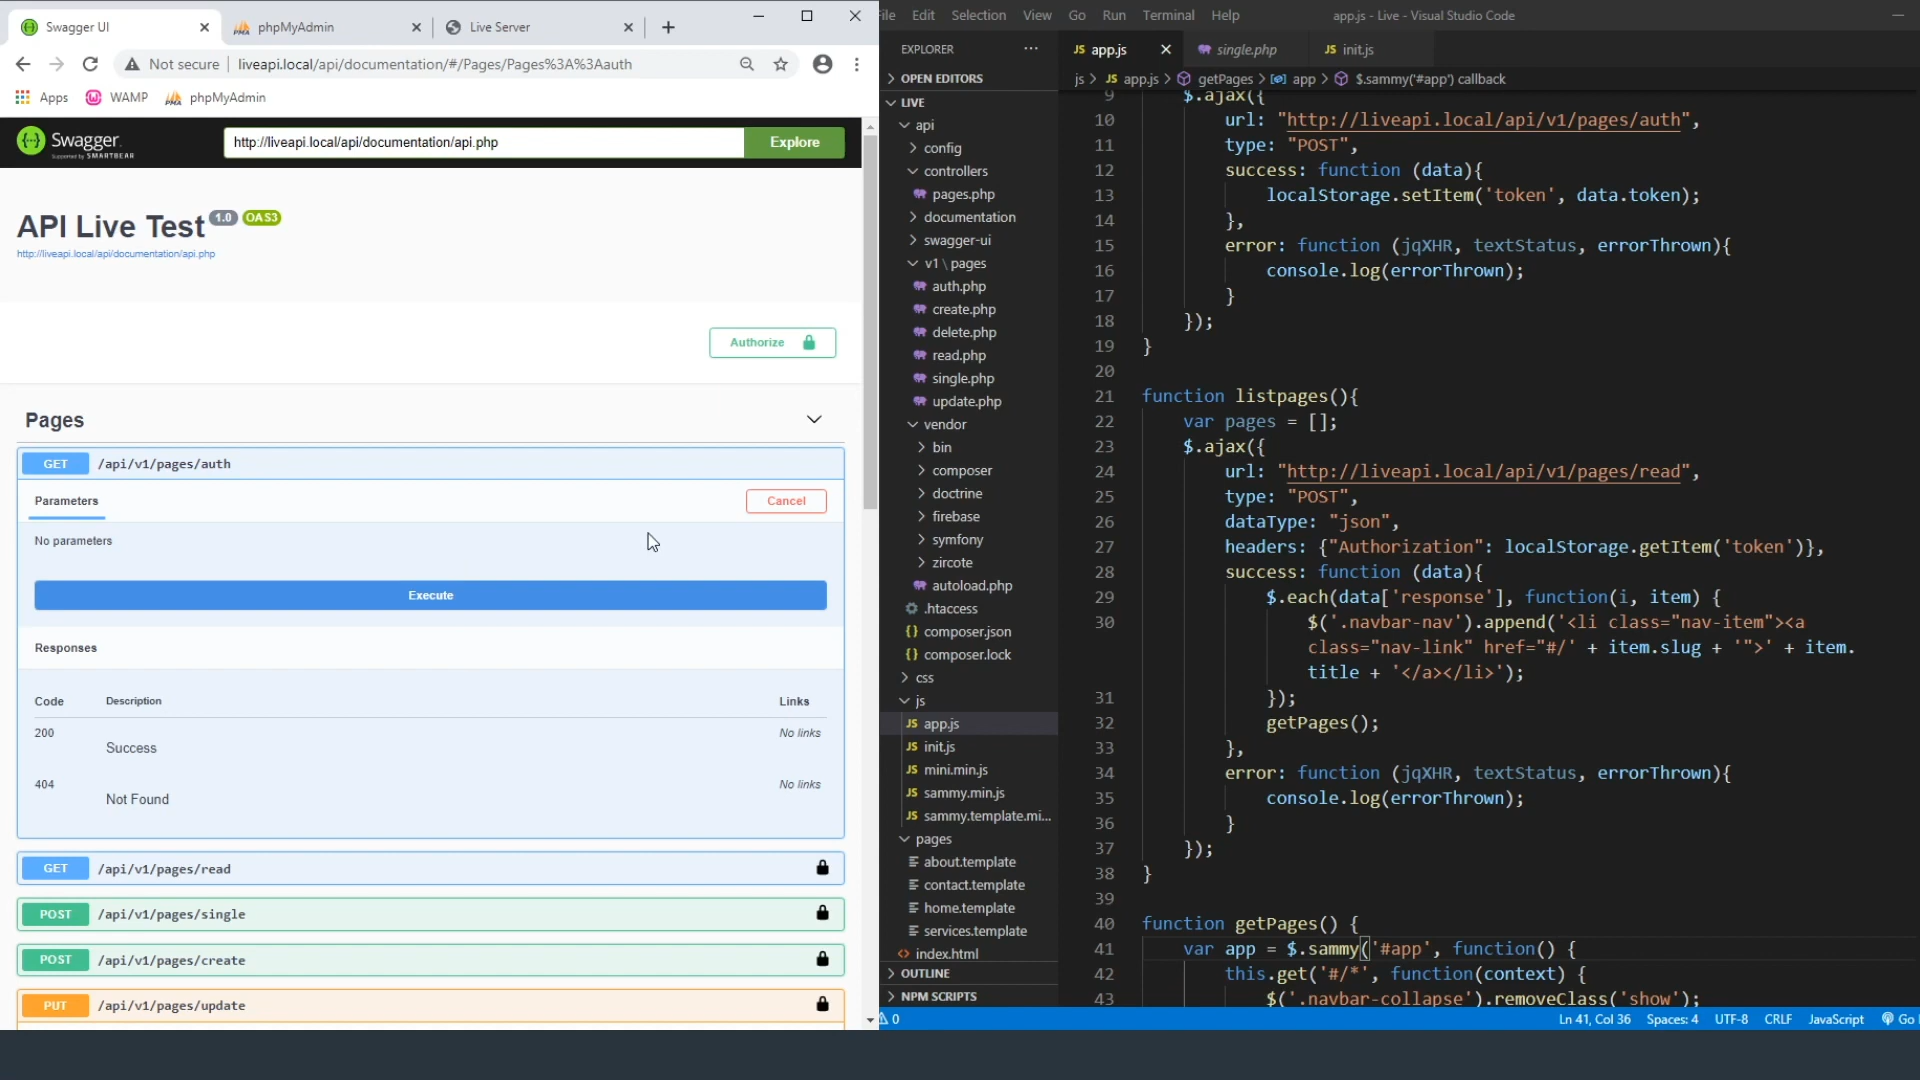 Swagger UI
phpMyAdmin
Live Server
Not secure
liveapi.local/api/documentation/#/Pages/Pages%3A%3Aauth
Apps
WAMP
phpMyAdmin
Swagger.
Supported by SMARTBEAR
http://liveapi.local/api/documentation/api.php
Explore
API Live Test 1.0 OAS3
http://liveapi.local/api/documentation/api.php
Authorize
Pages
GET /api/v1/pages/auth
Parameters
Cancel
No parameters
Execute
Responses
Code Description Links
200 Success No links
404 Not Found No links
GET /api/v1/pages/read
POST /api/v1/pages/single
POST /api/v1/pages/create
PUT /api/v1/pages/update
Edit Selection View Go Run Terminal Help
app.js - Live - Visual Studio Code
EXPLORER
OPEN EDITORS
LIVE
api
config
controllers
pages.php
documentation
swagger-ui
v1 \ pages
auth.php
create.php
delete.php
read.php
single.php
update.php
vendor
bin
composer
doctrine
firebase
symfony
zircote
autoload.php
.htaccess
composer.json
composer.lock
css
js
app.js
init.js
mini.min.js
sammy.min.js
sammy.template.mi...
pages
about.template
contact.template
home.template
services.template
index.html
OUTLINE
NPM SCRIPTS
JS app.js
single.php
JS init.js
js > JS app.js > getPages > app > $.sammy('#app') callback
9 $.ajax({
10 url: "http://liveapi.local/api/v1/pages/auth",
11 type: "POST",
12 success: function (data){
13 localStorage.setItem('token', data.token);
14 },
15 error: function (jqXHR, textStatus, errorThrown){
16 console.log(errorThrown);
17 }
18 });
19 }
20
21 function listpages(){
22 var pages = [];
23 $.ajax({
24 url: "http://liveapi.local/api/v1/pages/read",
25 type: "POST",
26 dataType: "json",
27 headers: {"Authorization": localStorage.getItem('token')},
28 success: function (data){
29 $.each(data['response'], function(i, item) {
30 $('.navbar-nav').append('<li class="nav-item"><a
class="nav-link" href="#/' + item.slug + '">' + item.
title + '</a></li>');
31 });
32 getPages();
33 },
34 error: function (jqXHR, textStatus, errorThrown){
35 console.log(errorThrown);
36 }
37 });
38 }
39
40 function getPages() {
41 var app = $.sammy('#app', function() {
42 this.get('#/*', function(context) {
43 $('.navbar-collapse').removeClass('show');
0
Ln 41, Col 36 Spaces: 4 UTF-8 CRLF JavaScript Go